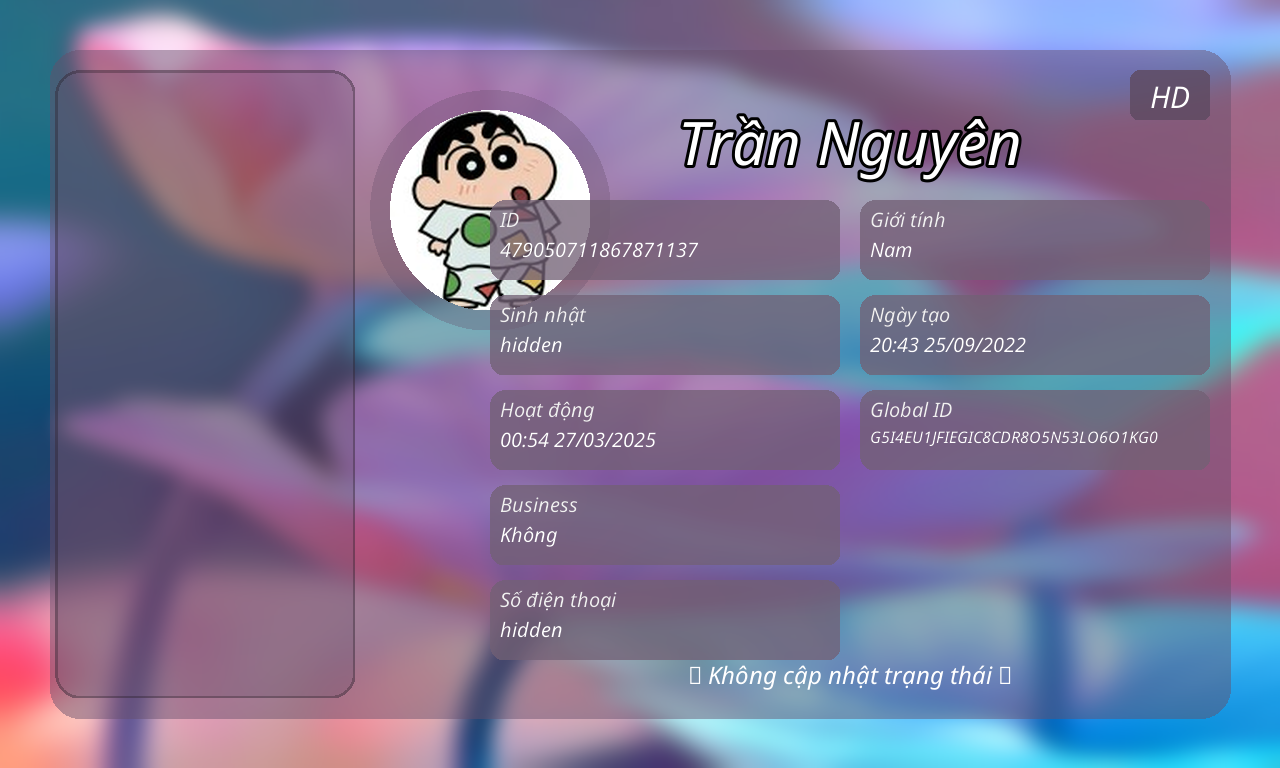 HD
Trần Nguyên
ID
479050711867871137
Giới tính
Nam
Sinh nhật
hidden
Ngày tạo
20:43 25/09/2022
Hoạt động
00:54 27/03/2025
Global ID
G5I4EU1JFIEGIC8CDR8O5N53LO6O1KG0
Business
Không
Số điện thoại
hidden
Không cập nhật trạng thái